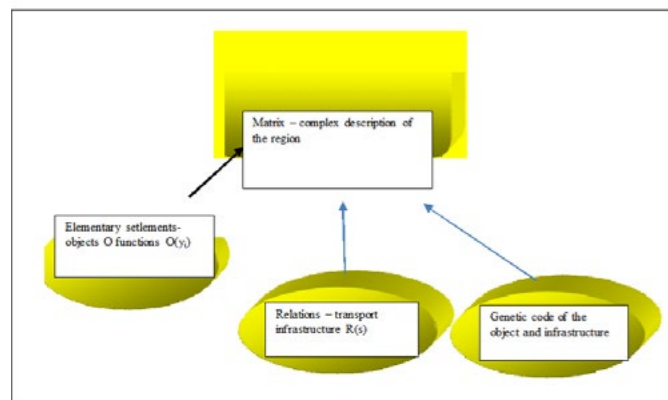 Matrix – complex description of
the region
Elementary setlements-
objects O functions O(yᵢ)
Relations – transport
infrastructure R(s)
Genetic code of the
object and infrastructure